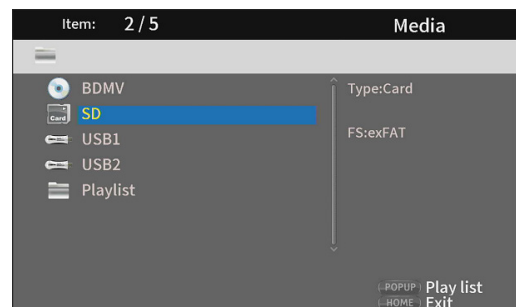 Item: 2/5 Media
BDMV
Type:Card
Card SD
FS:exFAT
USB1
USB2
Playlist
POPUP Play list
HOME Exit